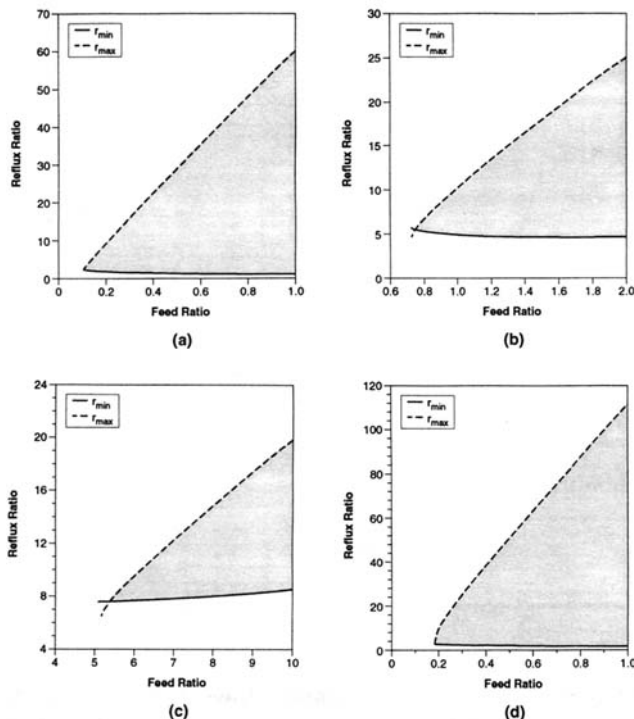 70
60
50
40
30
20
10
0
Reflux Ratio
r_min
r_max
0 0.2 0.4 0.6 0.8 1.0
Feed Ratio
(a)
30
25
20
15
10
5
0
Reflux Ratio
r_min
r_max
0.6 0.8 1.0 1.2 1.4 1.6 1.8 2.0
Feed Ratio
(b)
24
20
16
12
8
4
Reflux Ratio
r_min
r_max
4 5 6 7 8 9 10
Feed Ratio
(c)
120
100
80
60
40
20
0
Reflux Ratio
r_min
r_max
0 0.2 0.4 0.6 0.8 1.0
Feed Ratio
(d)